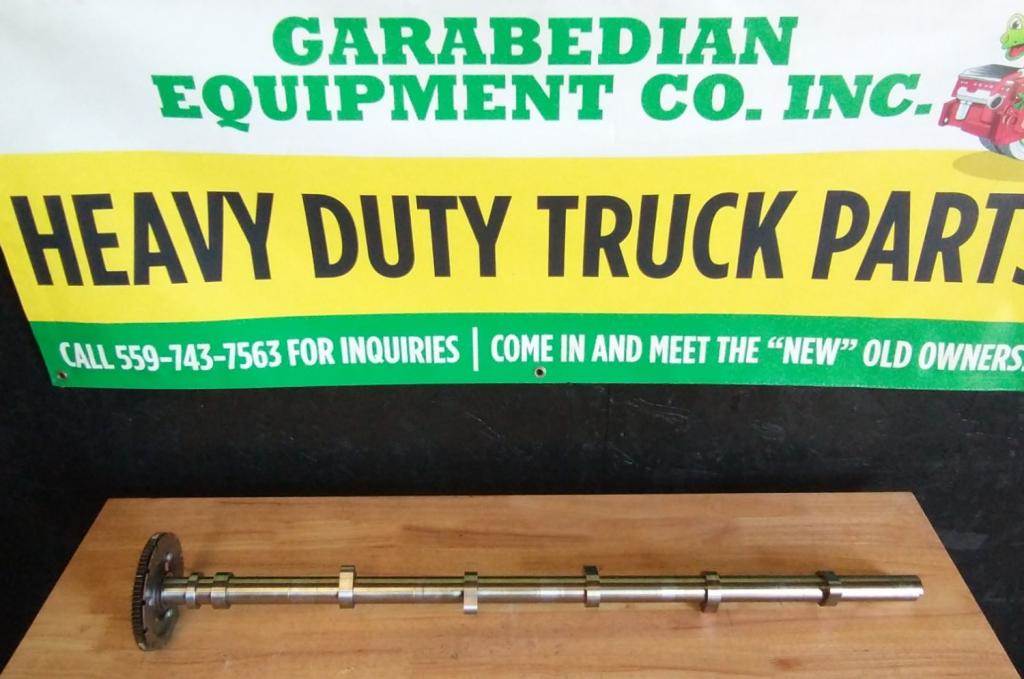 GARABEDIAN
EQUIPMENT CO. INC.
HEAVY DUTY TRUCK PARTS
CALL 559-743-7563 FOR INQUIRIES | COME IN AND MEET THE “NEW” OLD OWNERS